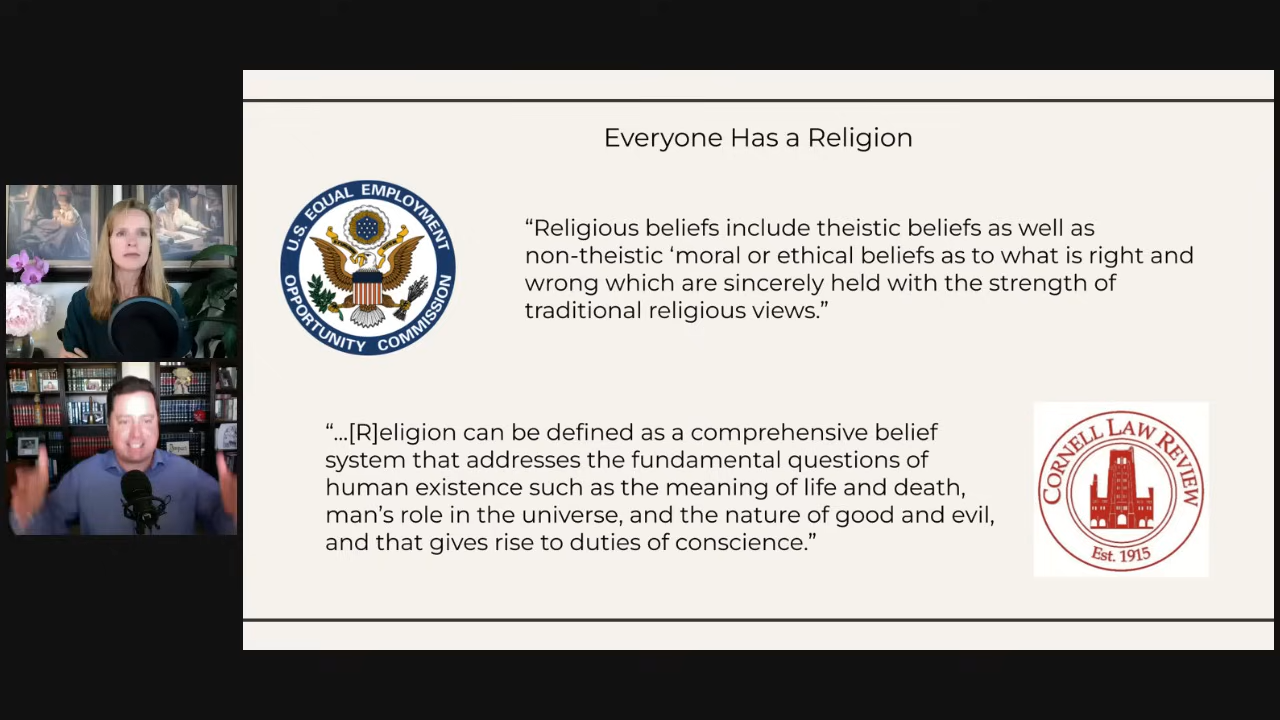 Everyone Has a Religion
U.S. EQUAL EMPLOYMENT
OPPORTUNITY COMMISSION
“Religious beliefs include theistic beliefs as well as
non-theistic ‘moral or ethical beliefs as to what is right and
wrong which are sincerely held with the strength of
traditional religious views.”
“...[R]eligion can be defined as a comprehensive belief
system that addresses the fundamental questions of
human existence such as the meaning of life and death,
man’s role in the universe, and the nature of good and evil,
and that gives rise to duties of conscience.”
CORNELL LAW REVIEW
Est. 1915